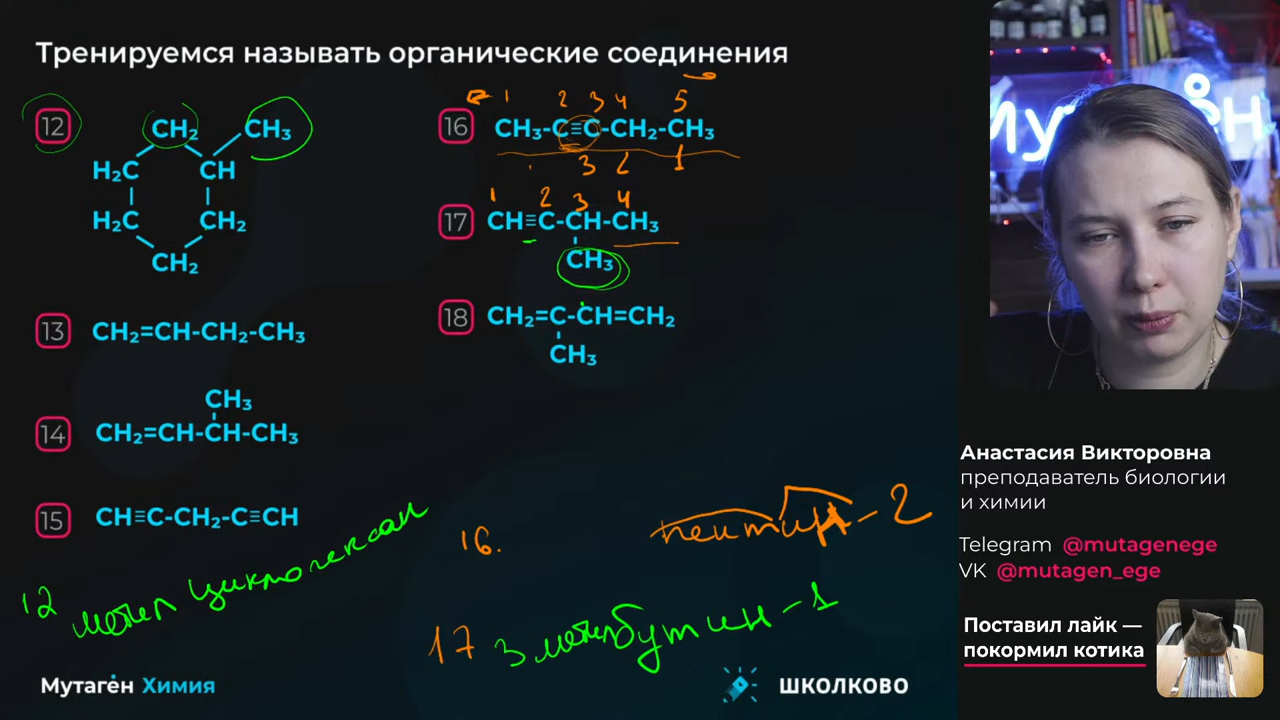 Тренируемся называть органические соединения
12
CH₂
CH₃
H₂C
CH
H₂C
CH₂
CH₂
13
CH₂=CH-CH₂-CH₃
14
CH₃
CH₂=CH-CH-CH₃
15
CH≡C-CH₂-C≡CH
12 метил циклогексан
1 2 3 4 5
16
CH₃-C≡C-CH₂-CH₃
3 2 1
1 2 3 4
17
CH≡C-CH-CH₃
CH₃
18
CH₂=C-CH=CH₂
CH₃
16. пентин-2
17 3 метилбутин-1
Мутаген Химия
ШКОЛКОВО
Анастасия Викторовна
преподаватель биологии
и химии
Telegram @mutagenege
VK @mutagen_ege
Поставил лайк —
покормил котика